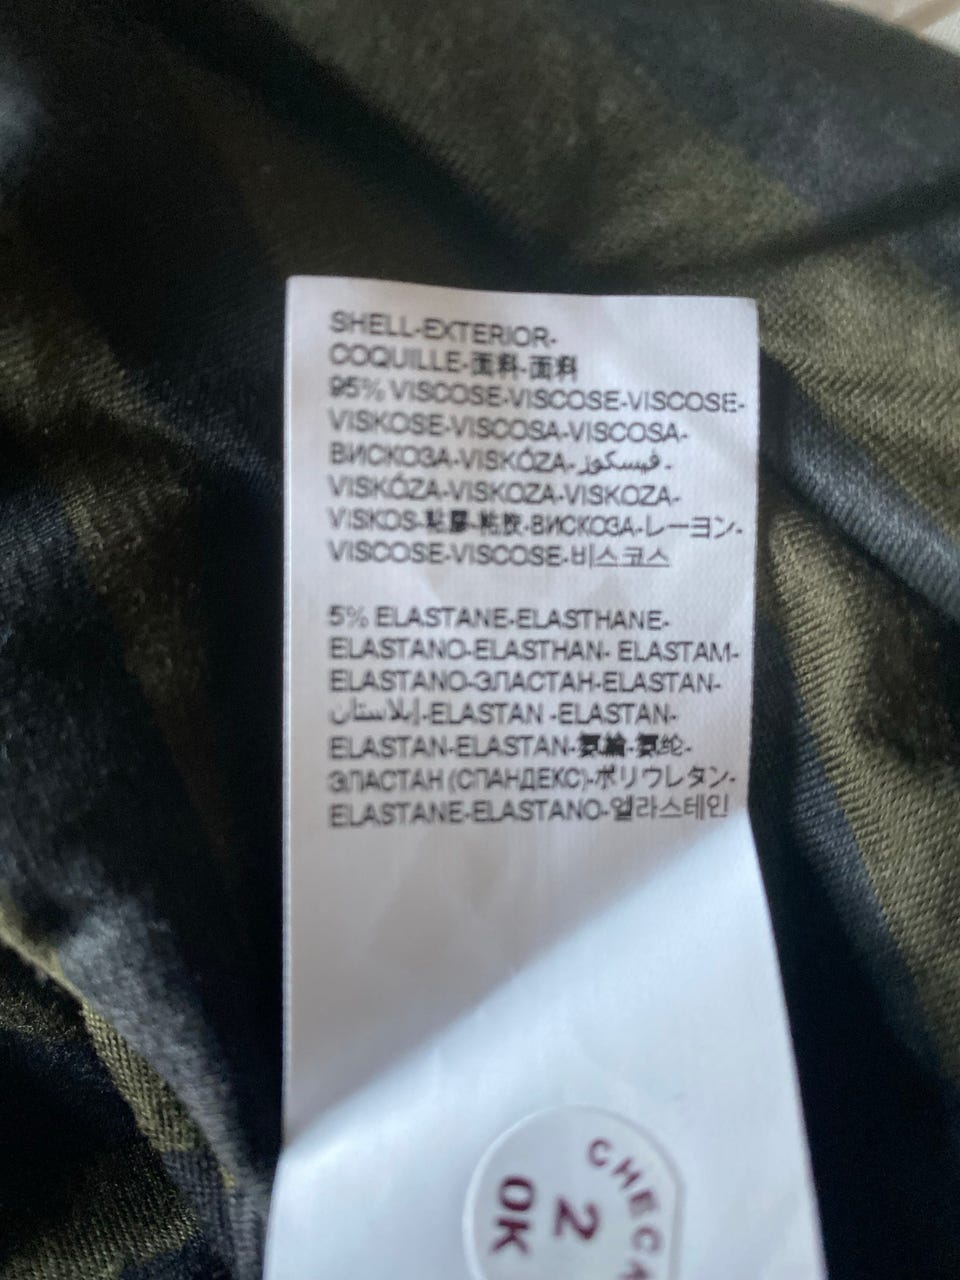 SHELL-EXTERIOR-
COQUILLE-面料-面料
95% VISCOSE-VISCOSE-VISCOSE-
VISKOSE-VISCOSA-VISCOSA-
ВИСКОЗА-VISKÓZA-فيسكوز-
VISKÓZA-VISKOZA-VISKOZA-
VISKOS-粘膠-粘胶-ВИСКОЗА-レーヨン-
VISCOSE-VISCOSE-비스코스
5% ELASTANE-ELASTHANE-
ELASTANO-ELASTHAN- ELASTAM-
ELASTANO-ЭЛАСТАН-ELASTAN-
إيلاستان-ELASTAN -ELASTAN-
ELASTAN-ELASTAN-氨綸-氨纶-
ЭЛАСТАН (СПАНДЕКС)-ポリウレタン-
ELASTANE-ELASTANO-엘라스테인
2
OK